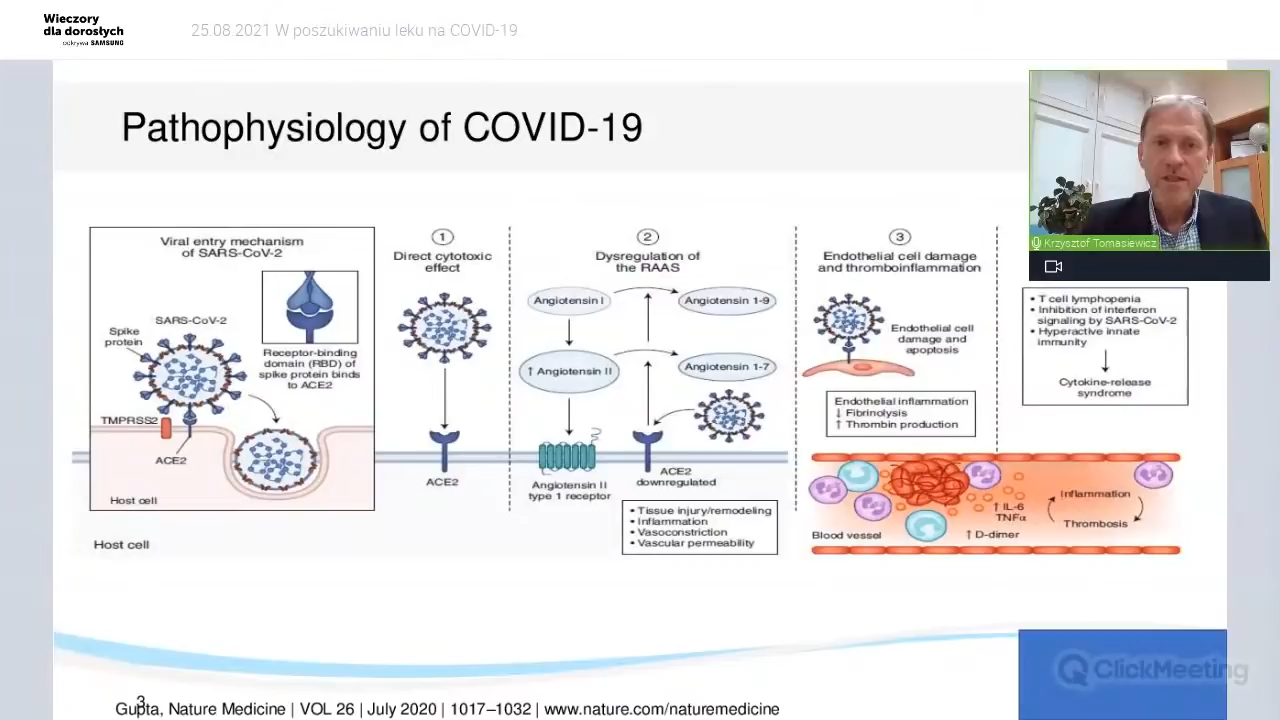 Wieczory
dla dorosłych
odkrywa SAMSUNG
25.08.2021 W poszukiwaniu leku na COVID-19
Pathophysiology of COVID-19
Krzysztof Tomasiewicz
Viral entry mechanism
of SARS-CoV-2
SARS-CoV-2
Spike
protein
Receptor-binding
domain (RBD) of
spike protein binds
to ACE2
TMPRSS2
ACE2
Host cell
Host cell
1
Direct cytotoxic
effect
ACE2
2
Dysregulation of
the RAAS
Angiotensin I
Angiotensin 1-9
↑ Angiotensin II
Angiotensin 1-7
Angiotensin II
type 1 receptor
ACE2
downregulated
• Tissue injury/remodeling
• Inflammation
• Vasoconstriction
• Vascular permeability
3
Endothelial cell damage
and thromboinflammation
Endothelial cell
damage and
apoptosis
Endothelial inflammation
↓ Fibrinolysis
↑ Thrombin production
• T cell lymphopenia
• Inhibition of interferon
signaling by SARS-CoV-2
• Hyperactive innate
immunity
Cytokine-release
syndrome
Blood vessel
↑ IL-6
TNFα
↑ D-dimer
Inflammation
Thrombosis
ClickMeeting
3
Gupta, Nature Medicine | VOL 26 | July 2020 | 1017–1032 | www.nature.com/naturemedicine